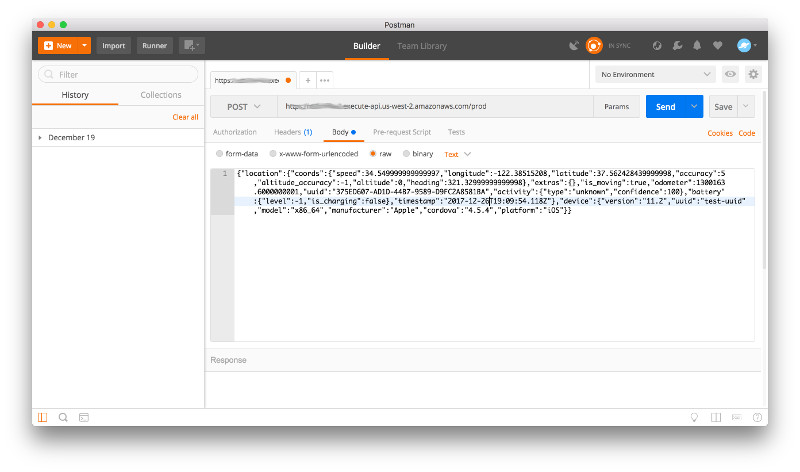 Postman
New
Import
Runner
Builder
Team Library
IN SYNC
Filter
History
Collections
Clear all
December 19
https
No Environment
POST
https execute-api.us-west-2.amazonaws.com/prod
Params
Send
Save
Authorization
Headers (1)
Body
Pre-request Script
Tests
Cookies
Code
form-data
x-www-form-urlencoded
raw
binary
Text
1
{"location":{"coords":{"speed":34.549999999999997,"longitude":-122.38515208,"latitude":37.562428439999998,"accuracy":5
,"altitude_accuracy":-1,"altitude":0,"heading":321.32999999999998},"extras":{},"is_moving":true,"odometer":1300163
.6000000001,"uuid":"375ED607-AD1D-4487-9589-D9FC2A8581BA","activity":{"type":"unknown","confidence":100},"battery"
:{"level":-1,"is_charging":false},"timestamp":"2017-12-26T19:09:54.118Z"},"device":{"version":"11.2","uuid":"test-uuid"
,"model":"x86_64","manufacturer":"Apple","cordova":"4.5.4","platform":"iOS"}}
Response